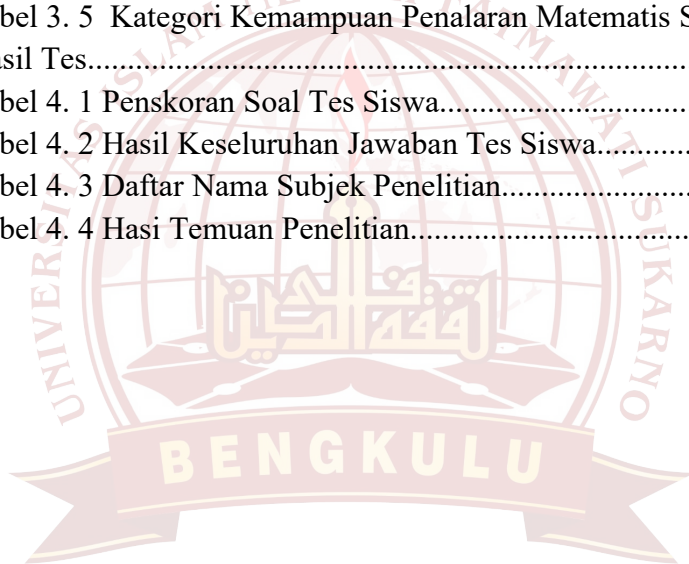 bel 3. 5  Kategori Kemampuan Penalaran Matematis S
asil Tes.......................................................................
bel 4. 1 Penskoran Soal Tes Siswa.............................
bel 4. 2 Hasil Keseluruhan Jawaban Tes Siswa............
bel 4. 3 Daftar Nama Subjek Penelitian......................
bel 4. 4 Hasi Temuan Penelitian.................................
BENGKULU